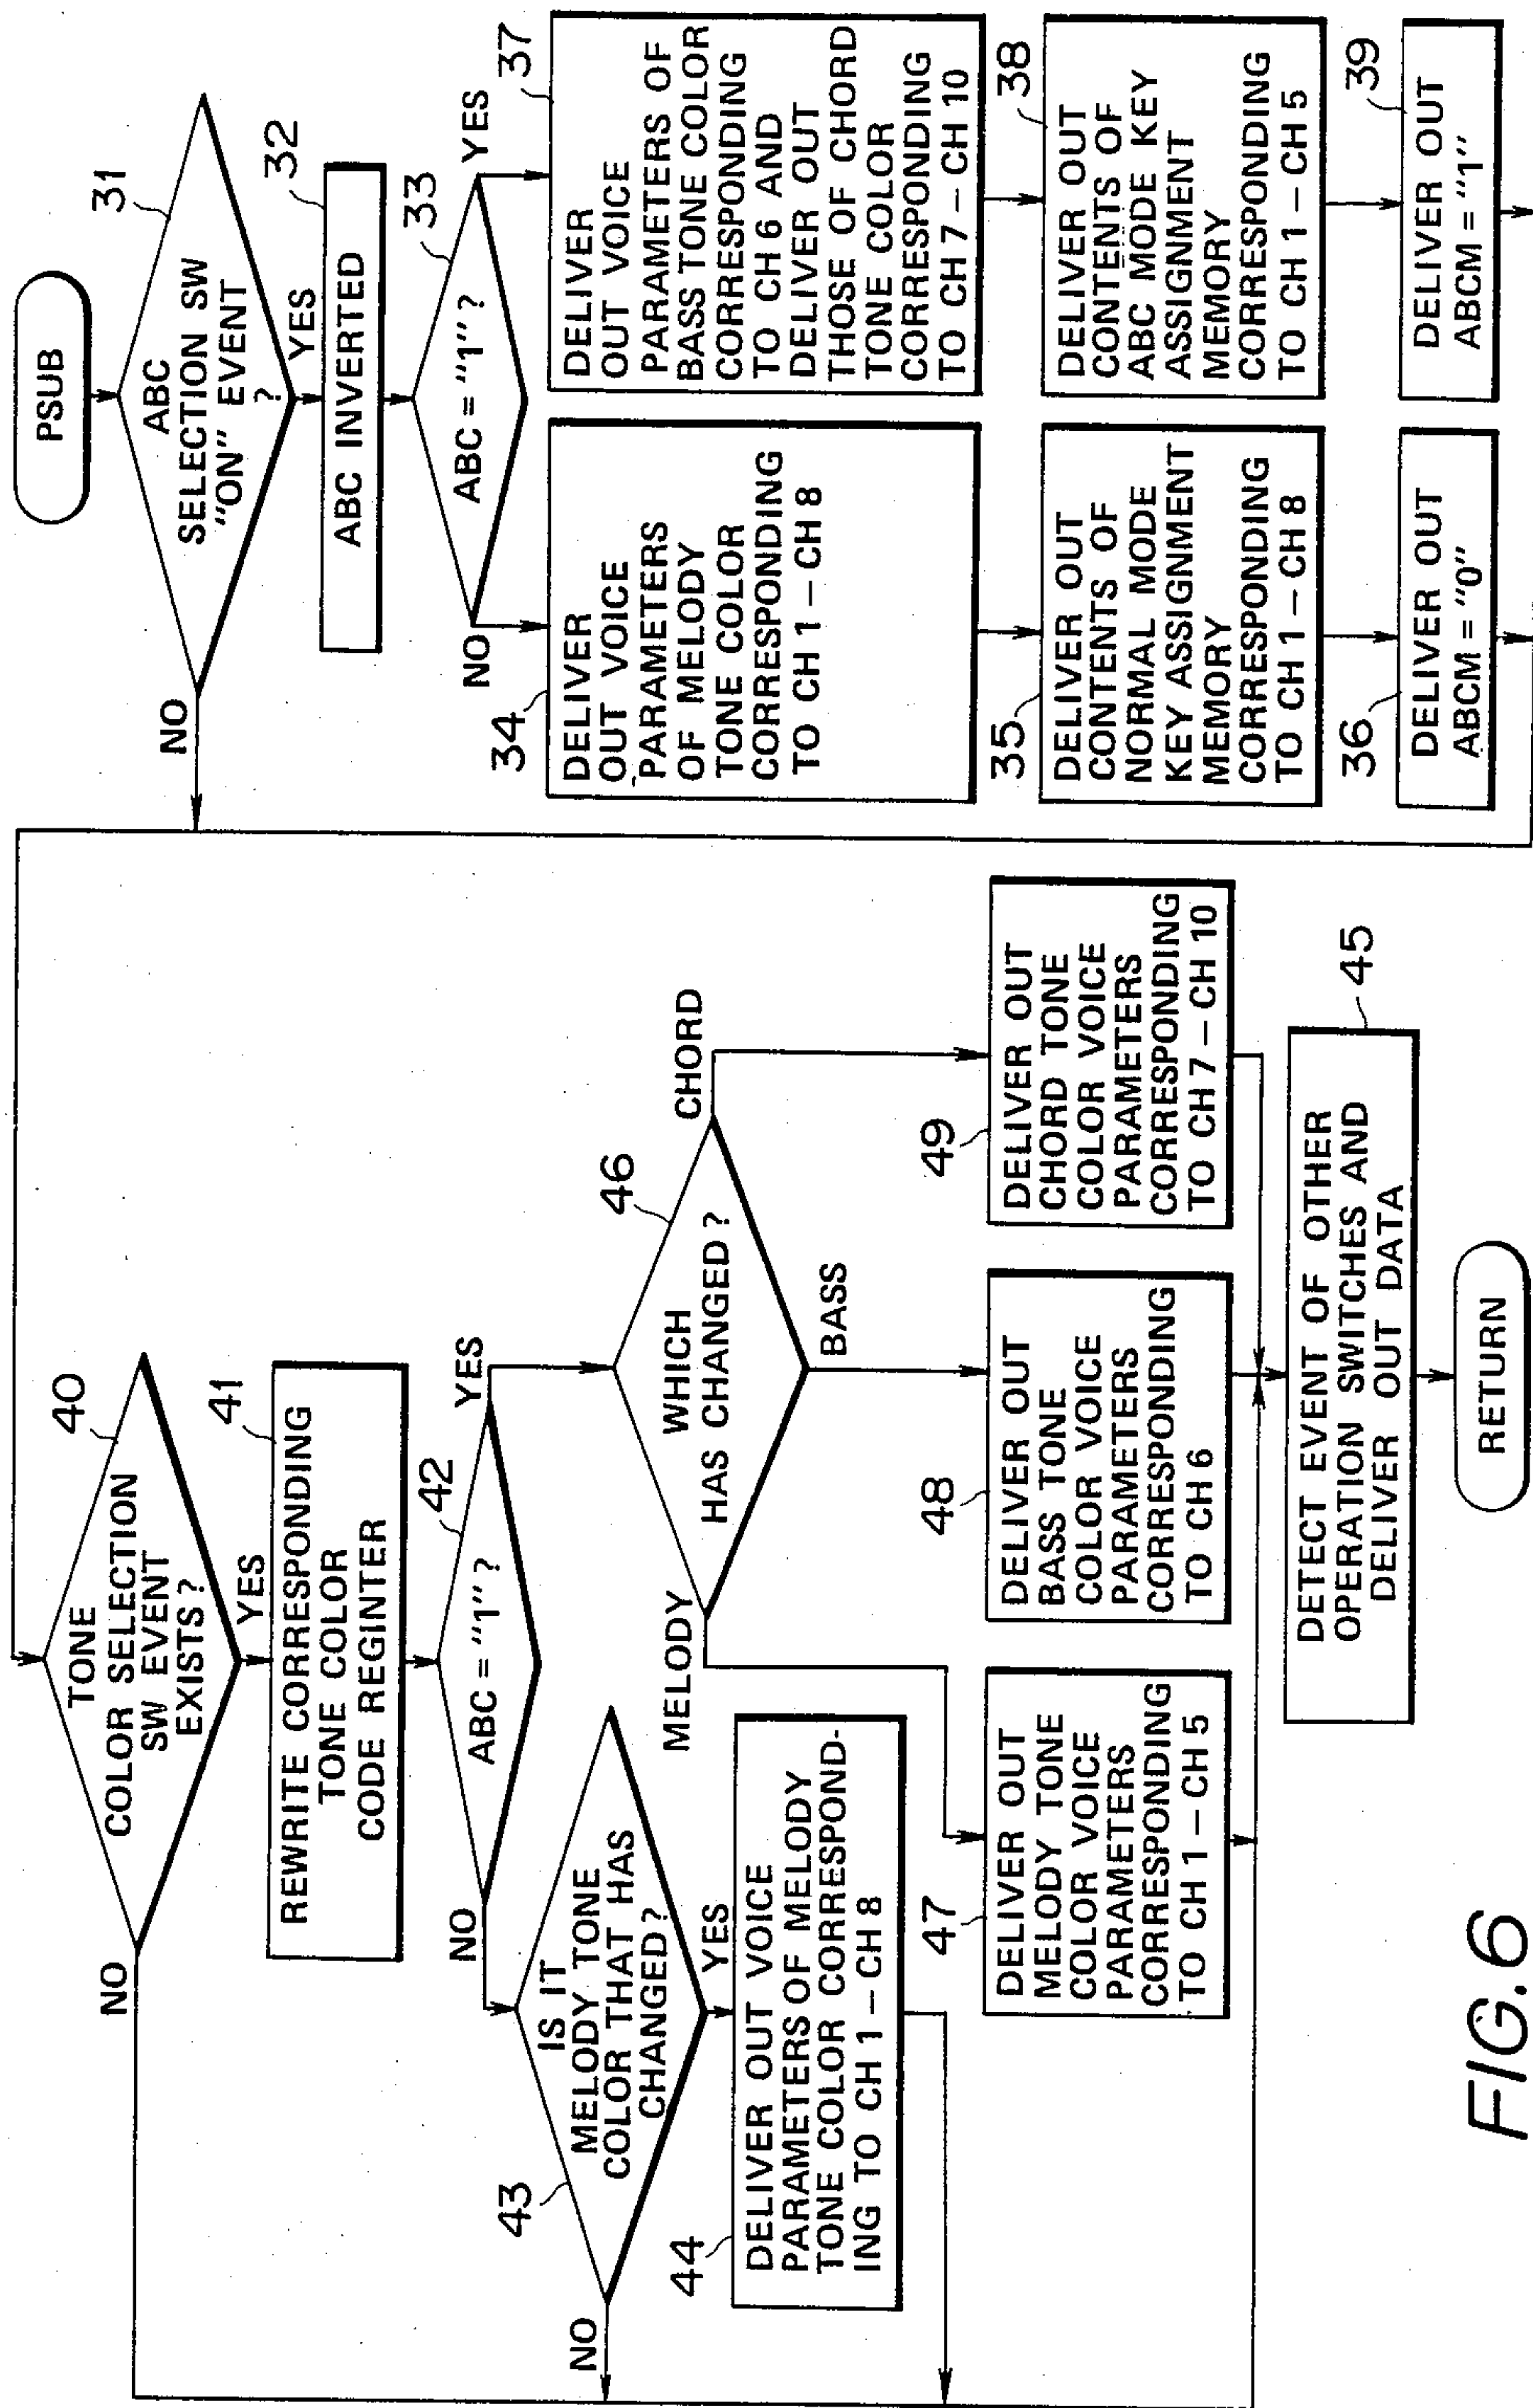 PSUB
31
ABC
SELECTION SW
"ON" EVENT
?
NO
YES
32
ABC INVERTED
33
ABC = "1"?
NO
YES
34
DELIVER
OUT VOICE
PARAMETERS
OF MELODY
TONE COLOR
CORRESPONDING
TO CH 1 – CH 8
35
DELIVER OUT
CONTENTS OF
NORMAL MODE
KEY ASSIGNMENT
MEMORY
CORRESPONDING
TO CH 1 – CH 8
36
DELIVER OUT
ABCM = "0"
37
DELIVER
OUT VOICE
PARAMETERS OF
BASS TONE COLOR
CORRESPONDING
TO CH 6 AND
DELIVER OUT
THOSE OF CHORD
TONE COLOR
CORRESPONDING
TO CH 7 – CH 10
38
DELIVER OUT
CONTENTS OF
ABC MODE KEY
ASSIGNMENT
MEMORY
CORRESPONDING
TO CH 1 – CH 5
39
DELIVER OUT
ABCM = "1"
40
TONE
COLOR SELECTION
SW EVENT
EXISTS?
NO
YES
41
REWRITE CORRESPONDING
TONE COLOR
CODE REGINTER
42
ABC = "1"?
NO
YES
43
IS IT
MELODY TONE
COLOR THAT HAS
CHANGED?
NO
YES
44
DELIVER OUT VOICE
PARAMETERS OF MELODY
TONE COLOR CORRESPOND-
ING TO CH 1 – CH 8
46
WHICH
HAS CHANGED?
MELODY
BASS
CHORD
47
DELIVER OUT
MELODY TONE
COLOR VOICE
PARAMETERS
CORRESPONDING
TO CH 1 – CH 5
48
DELIVER OUT
BASS TONE
COLOR VOICE
PARAMETERS
CORRESPONDING
TO CH 6
49
DELIVER OUT
CHORD TONE
COLOR VOICE
PARAMETERS
CORRESPONDING
TO CH 7 – CH 10
45
DETECT EVENT OF OTHER
OPERATION SWITCHES AND
DELIVER OUT DATA
RETURN
FIG.6